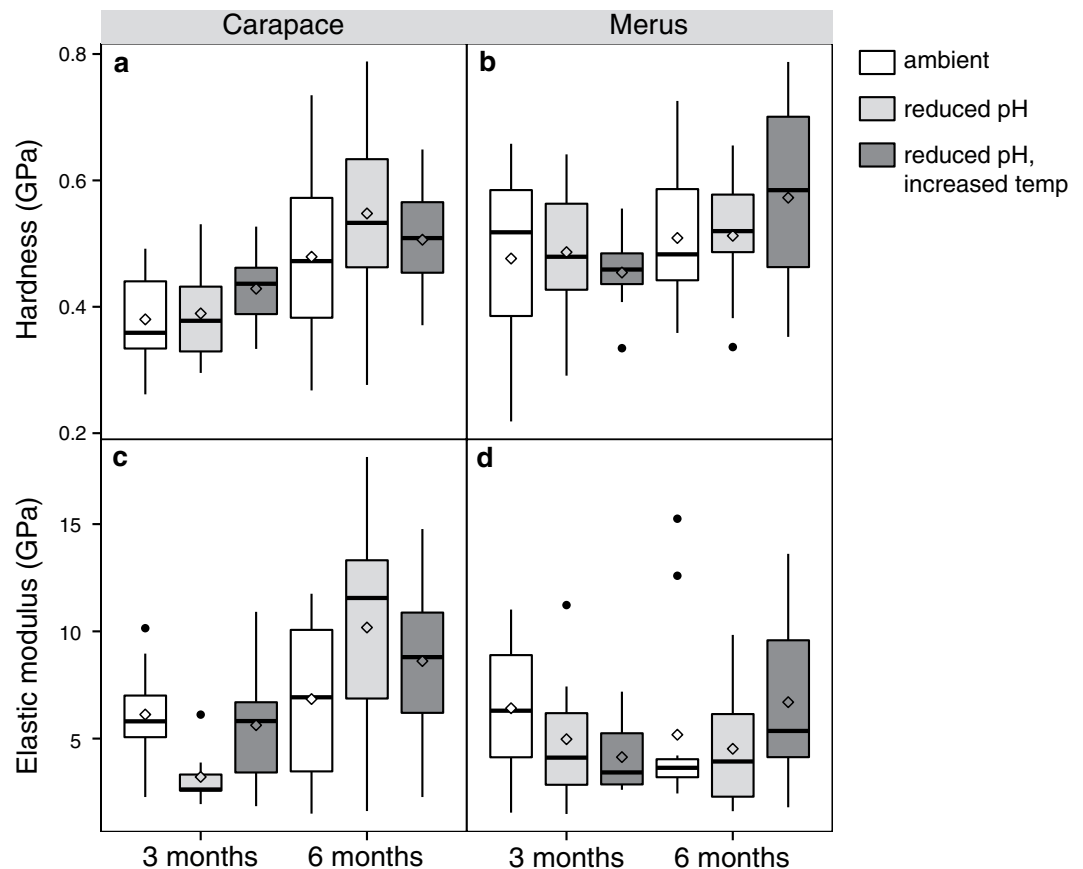 Carapace
Merus
a
b
ambient
reduced pH
reduced pH,
increased temp
Hardness (GPa)
0.8
0.6
0.4
0.2
c
d
Elastic modulus (GPa)
15
10
5
3 months
6 months
3 months
6 months